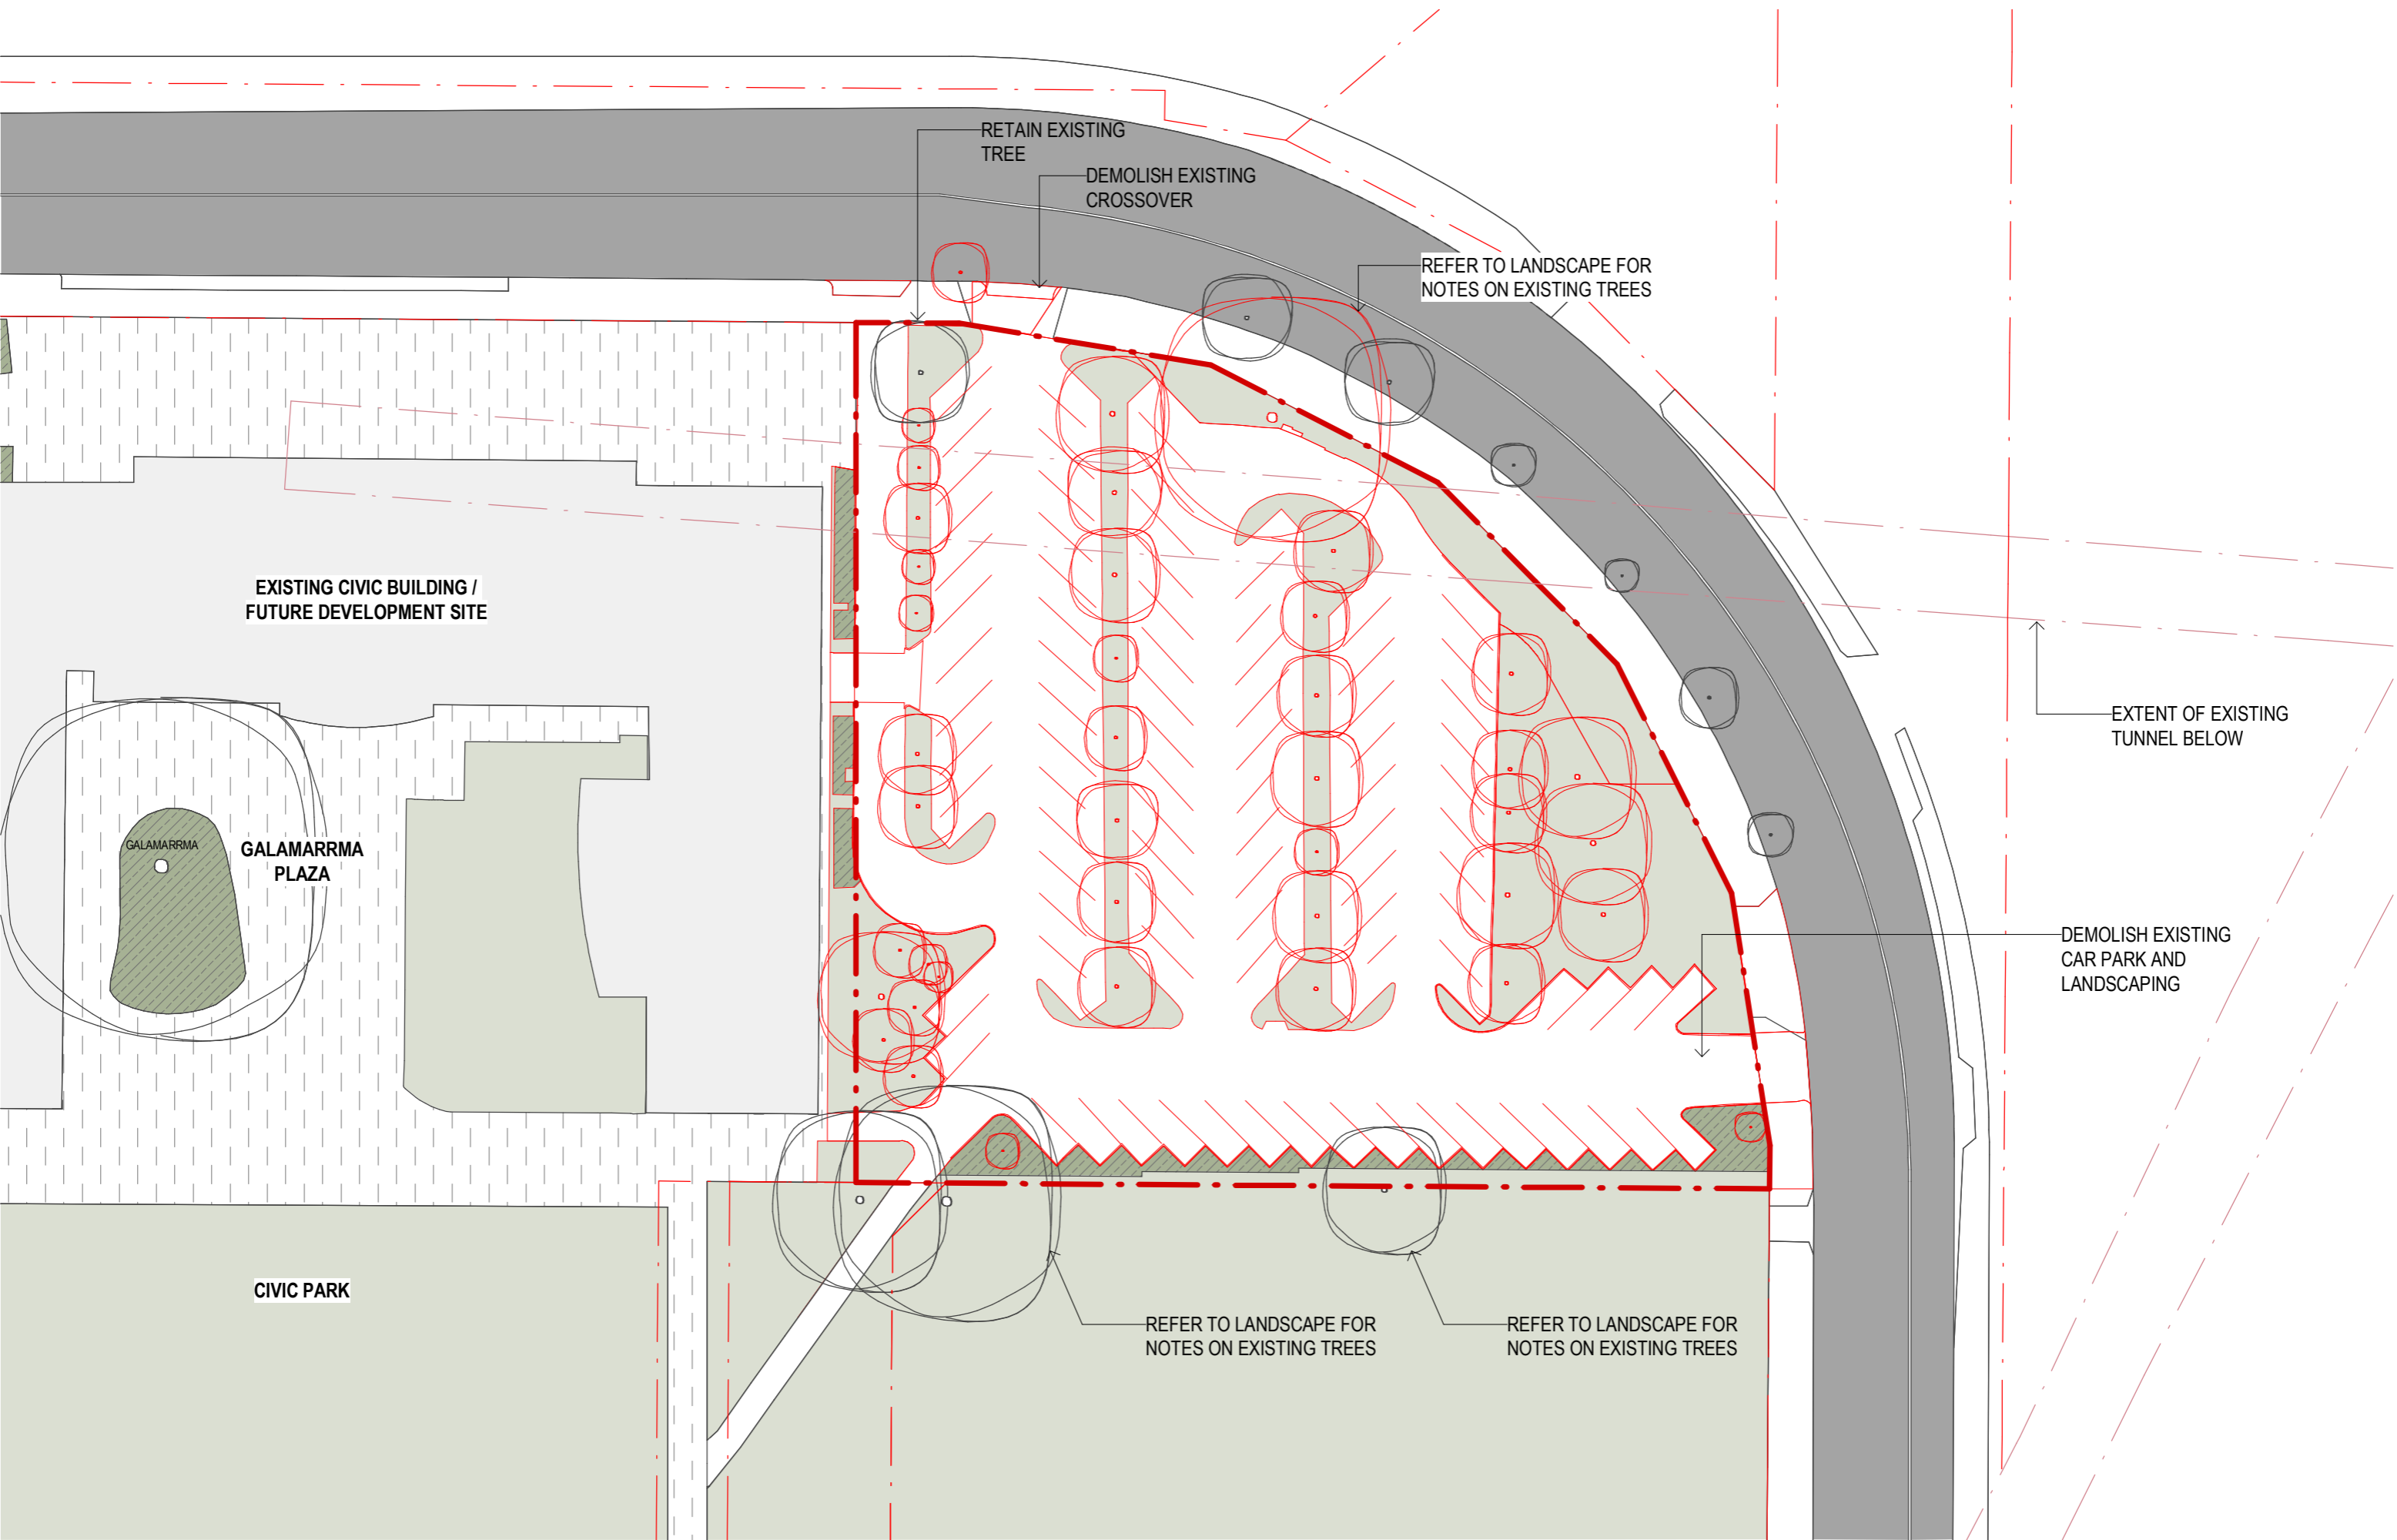 RETAIN EXISTING
TREE
DEMOLISH EXISTING
CROSSOVER
REFER TO LANDSCAPE FOR
NOTES ON EXISTING TREES
EXISTING CIVIC BUILDING /
FUTURE DEVELOPMENT SITE
EXTENT OF EXISTING
TUNNEL BELOW
GALAMARRMA
GALAMARRMA
PLAZA
DEMOLISH EXISTING
CAR PARK AND
LANDSCAPING
CIVIC PARK
REFER TO LANDSCAPE FOR
NOTES ON EXISTING TREES
REFER TO LANDSCAPE FOR
NOTES ON EXISTING TREES